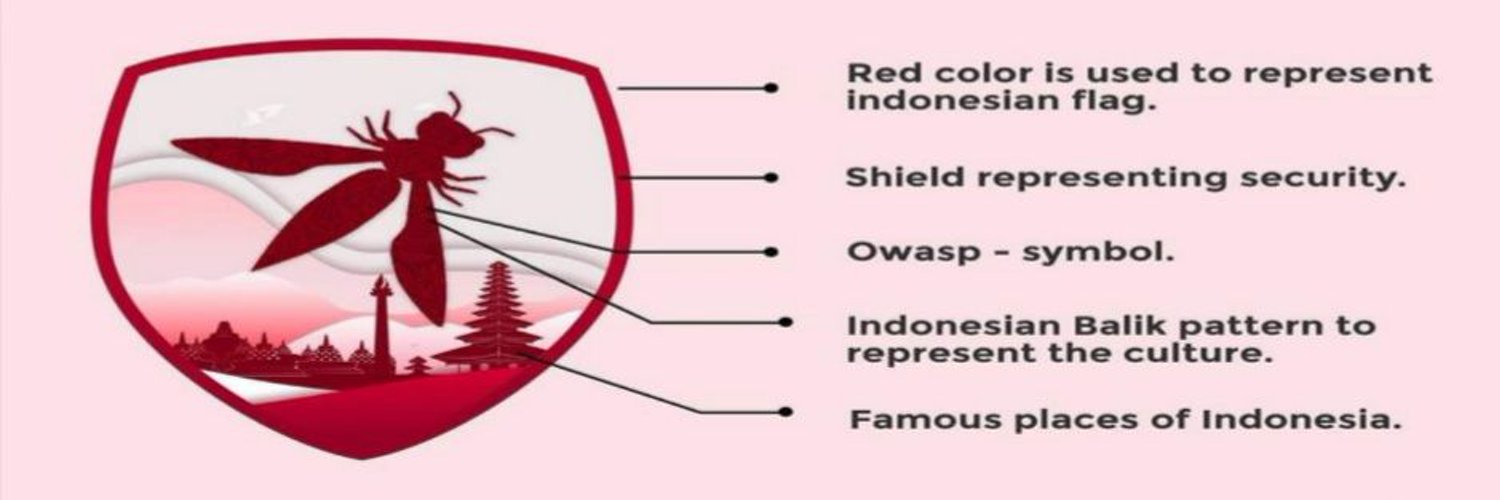 Red color is used to represent
indonesian flag.
Shield representing security.
Owasp - symbol.
Indonesian Balik pattern to
represent the culture.
Famous places of Indonesia.